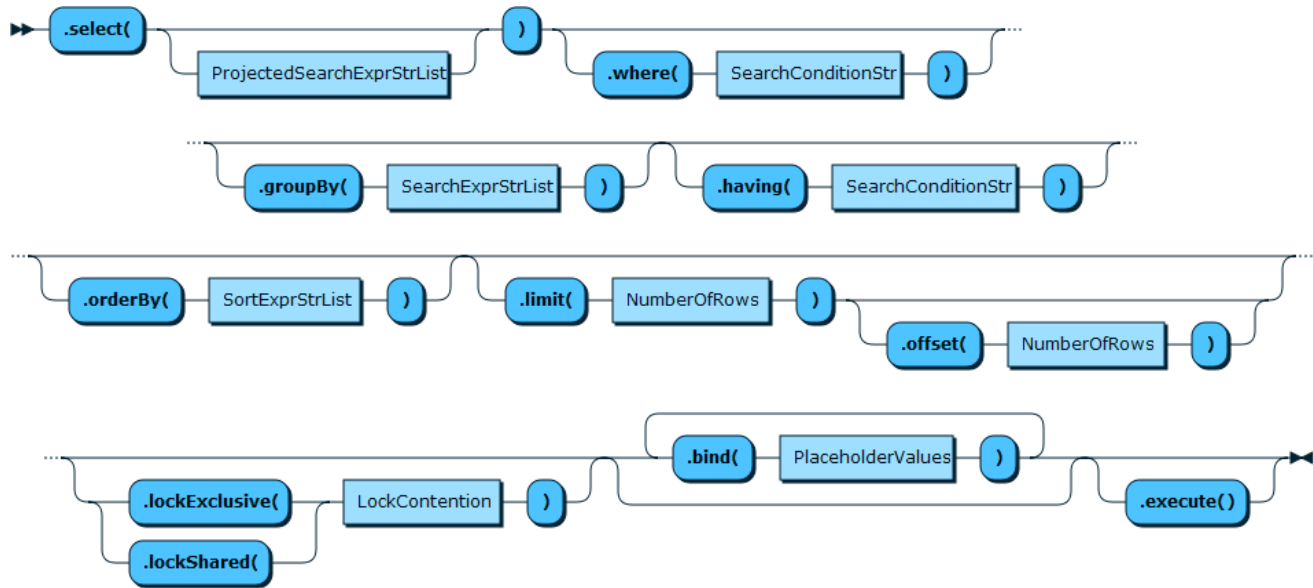 .select( ProjectedSearchExprStrList ) .where( SearchConditionStr )
.groupBy( SearchExprStrList ) .having( SearchConditionStr )
.orderBy( SortExprStrList ) .limit( NumberOfRows ) .offset( NumberOfRows )
.bind( PlaceholderValues )
.lockExclusive( LockContention ) .execute()
.lockShared(